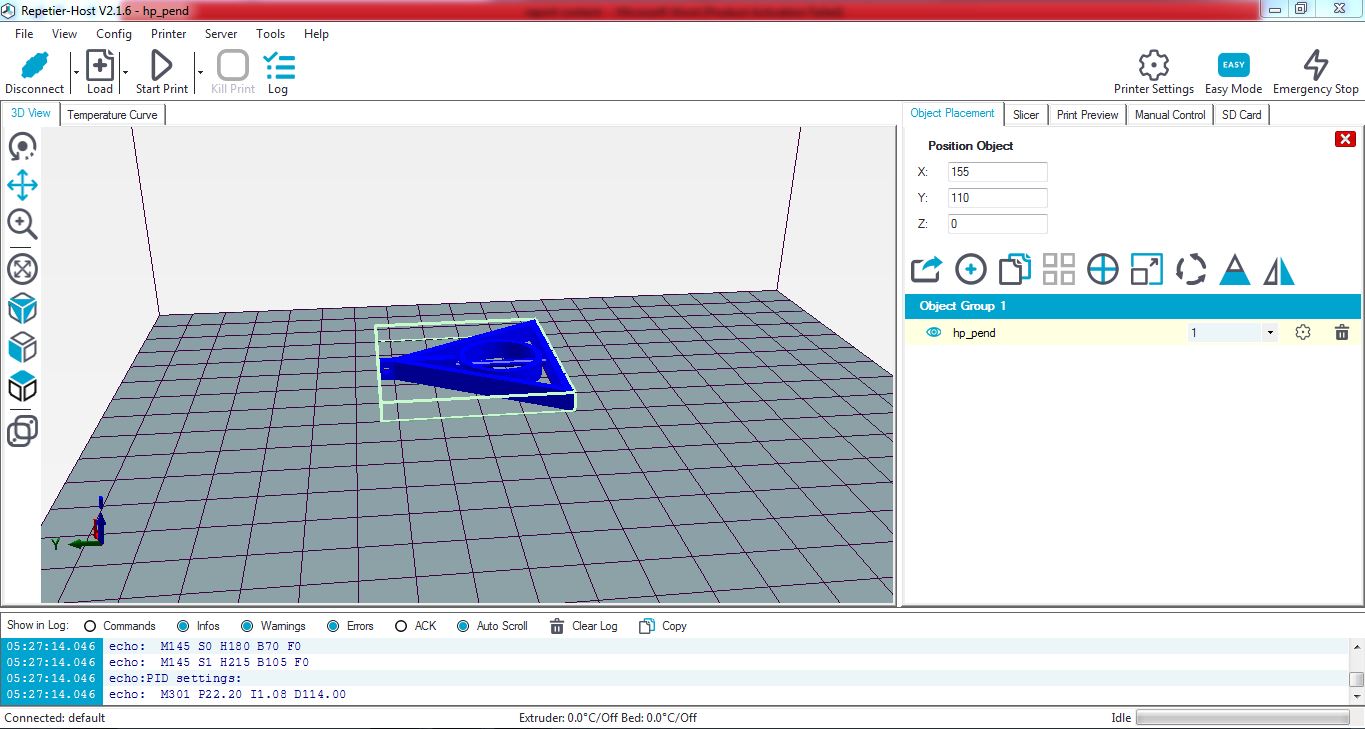 Repetier-Host V2.1.6 - hp_pend
File View Config Printer Server Tools Help
Disconnect Load Start Print Kill Print Log Printer Settings EASY Easy Mode Emergency Stop
3D View Temperature Curve
Object Placement Slicer Print Preview Manual Control SD Card
Position Object
X: 155
Y: 110
Z: 0
Object Group 1
hp_pend 1
Y
Show in Log: Commands Infos Warnings Errors ACK Auto Scroll Clear Log Copy
05:27:14.046 echo: M145 S0 H180 B70 F0
05:27:14.046 echo: M145 S1 H215 B105 F0
05:27:14.046 echo:PID settings:
05:27:14.046 echo: M301 P22.20 I1.08 D114.00
Connected: default Extruder: 0.0°C/Off Bed: 0.0°C/Off Idle